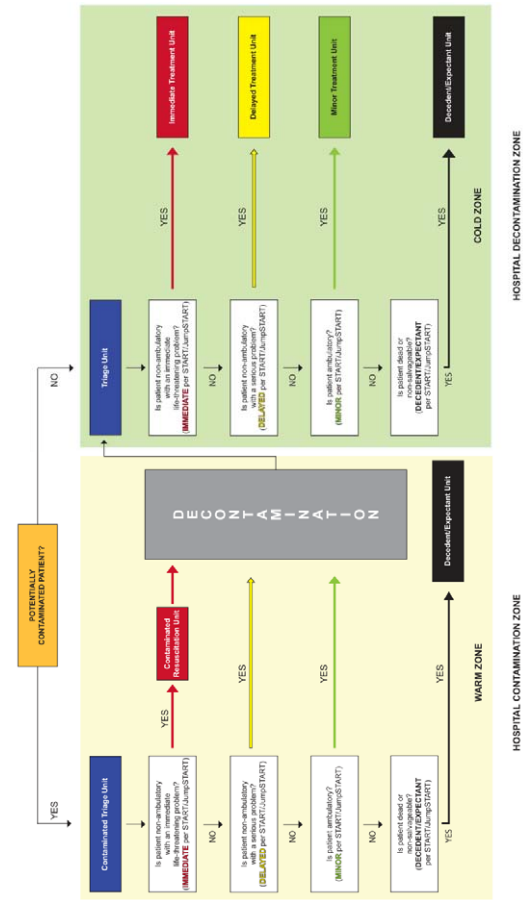 POTENTIALLY
CONTAMINATED PATIENT?
YES
NO
Contaminated Triage Unit
Is patient non-ambulatory
with an immediate
life-threatening problem?
(IMMEDIATE per START/JumpSTART)
YES
Contaminated
Resuscitation Unit
NO
Is patient non-ambulatory
with a serious problem?
(DELAYED per START/JumpSTART)
YES
NO
Is patient ambulatory?
(MINOR per START/JumpSTART)
YES
NO
Is patient dead or
non-salvageable?
(DECEDENT/EXPECTANT
per START/JumpSTART)
YES
YES
Decedent/Expectant Unit
DECONTAMINATION
WARM ZONE
HOSPITAL CONTAMINATION ZONE
Triage Unit
Is patient non-ambulatory
with an immediate
life-threatening problem?
(IMMEDIATE per START/JumpSTART)
YES
Immediate Treatment Unit
NO
Is patient non-ambulatory
with a serious problem?
(DELAYED per START/JumpSTART)
YES
Delayed Treatment Unit
NO
Is patient ambulatory?
(MINOR per START/JumpSTART)
YES
Minor Treatment Unit
NO
Is patient dead or
non-salvageable?
(DECEDENT/EXPECTANT
per START/JumpSTART)
YES
YES
Decedent/Expectant Unit
COLD ZONE
HOSPITAL DECONTAMINATION ZONE